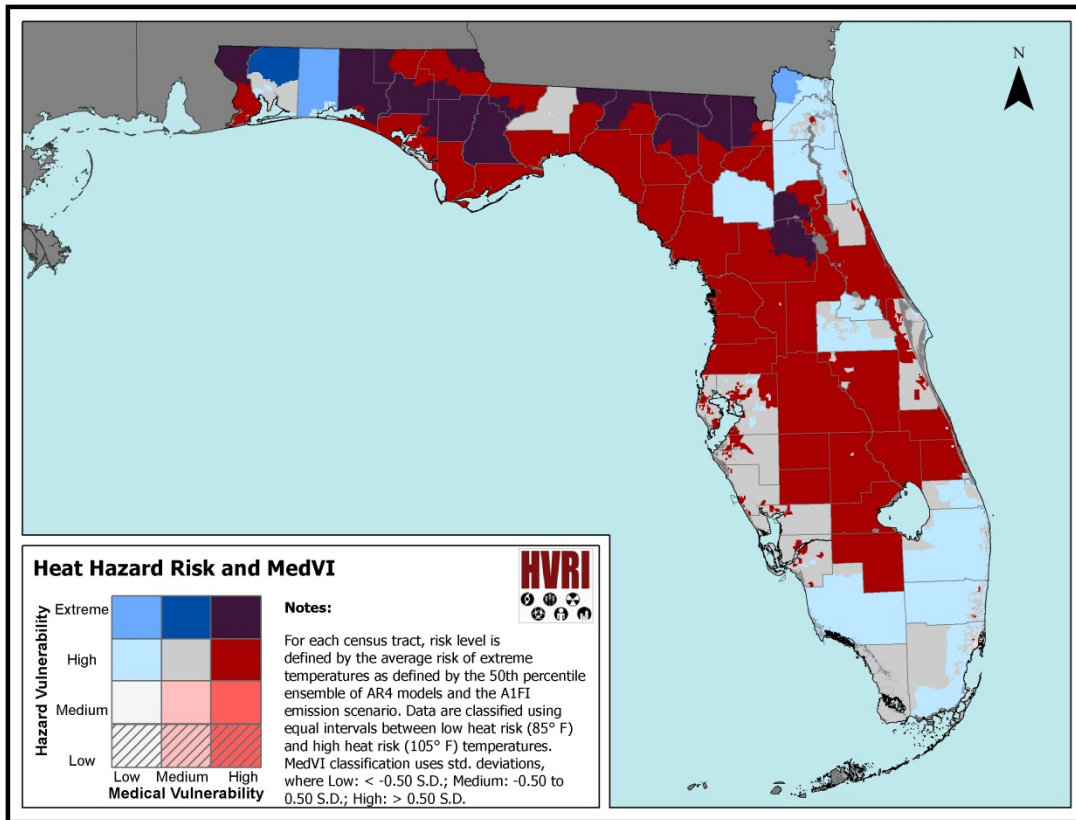 N
Heat Hazard Risk and MedVI
HVRI
Hazard Vulnerability
Extreme
High
Medium
Low
Low Medium High
Medical Vulnerability
Notes:
For each census tract, risk level is
defined by the average risk of extreme
temperatures as defined by the 50th percentile
ensemble of AR4 models and the A1FI
emission scenario. Data are classified using
equal intervals between low heat risk (85° F)
and high heat risk (105° F) temperatures.
MedVI classification uses std. deviations,
where Low: < -0.50 S.D.; Medium: -0.50 to
0.50 S.D.; High: > 0.50 S.D.